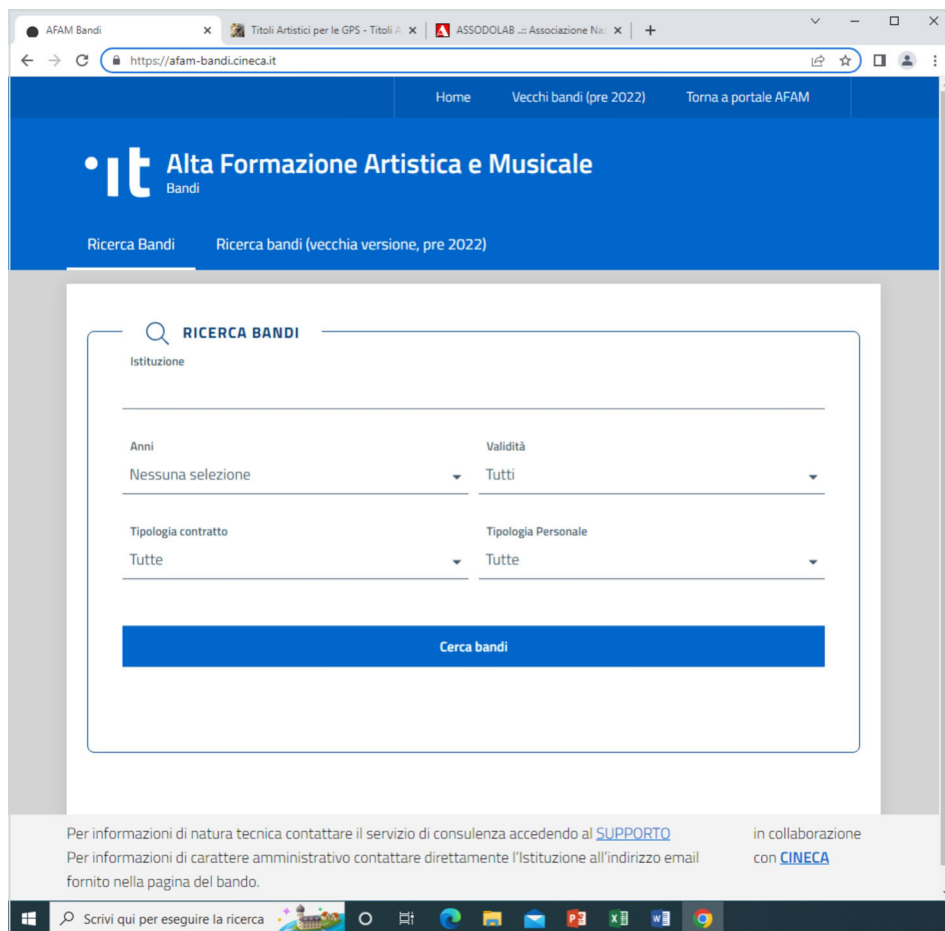 AFAM Bandi
Titoli Artistici per le GPS - Titoli A
ASSODOLAB ..:: Associazione Naz
https://afam-bandi.cineca.it
Home Vecchi bandi (pre 2022) Torna a portale AFAM
Alta Formazione Artistica e Musicale
Bandi
Ricerca Bandi Ricerca bandi (vecchia versione, pre 2022)
RICERCA BANDI
Istituzione
Anni Validità
Nessuna selezione Tutti
Tipologia contratto Tipologia Personale
Tutte Tutte
Cerca bandi
Per informazioni di natura tecnica contattare il servizio di consulenza accedendo al SUPPORTO
Per informazioni di carattere amministrativo contattare direttamente l'Istituzione all'indirizzo email
fornito nella pagina del bando.
in collaborazione
con CINECA
Scrivi qui per eseguire la ricerca